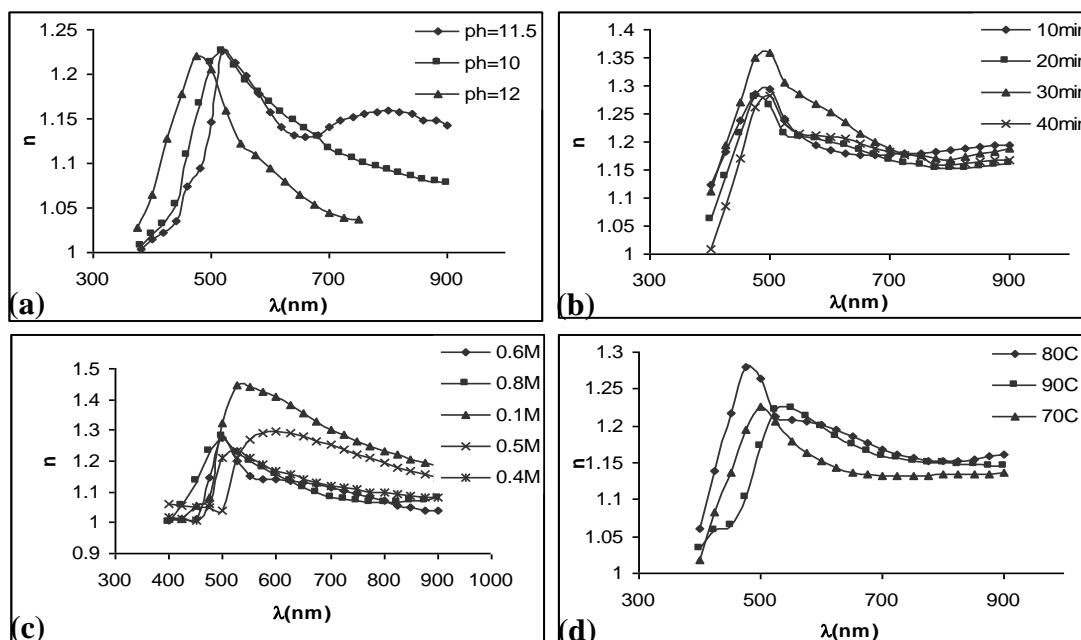 1.25
1.2
1.15
1.1
1.05
1
n
300 500 700 900
λ(nm)
ph=11.5
ph=10
ph=12
(a)
1.4
1.35
1.3
1.25
1.2
1.15
1.1
1.05
1
n
300 500 700 900
λ(nm)
10min
20min
30min
40min
(b)
1.5
1.4
1.3
1.2
1.1
1
0.9
n
300 400 500 600 700 800 900 1000
λ(nm)
0.6M
0.8M
0.1M
0.5M
0.4M
(c)
1.3
1.25
1.2
1.15
1.1
1.05
1
n
300 500 700 900
λ(nm)
80C
90C
70C
(d)